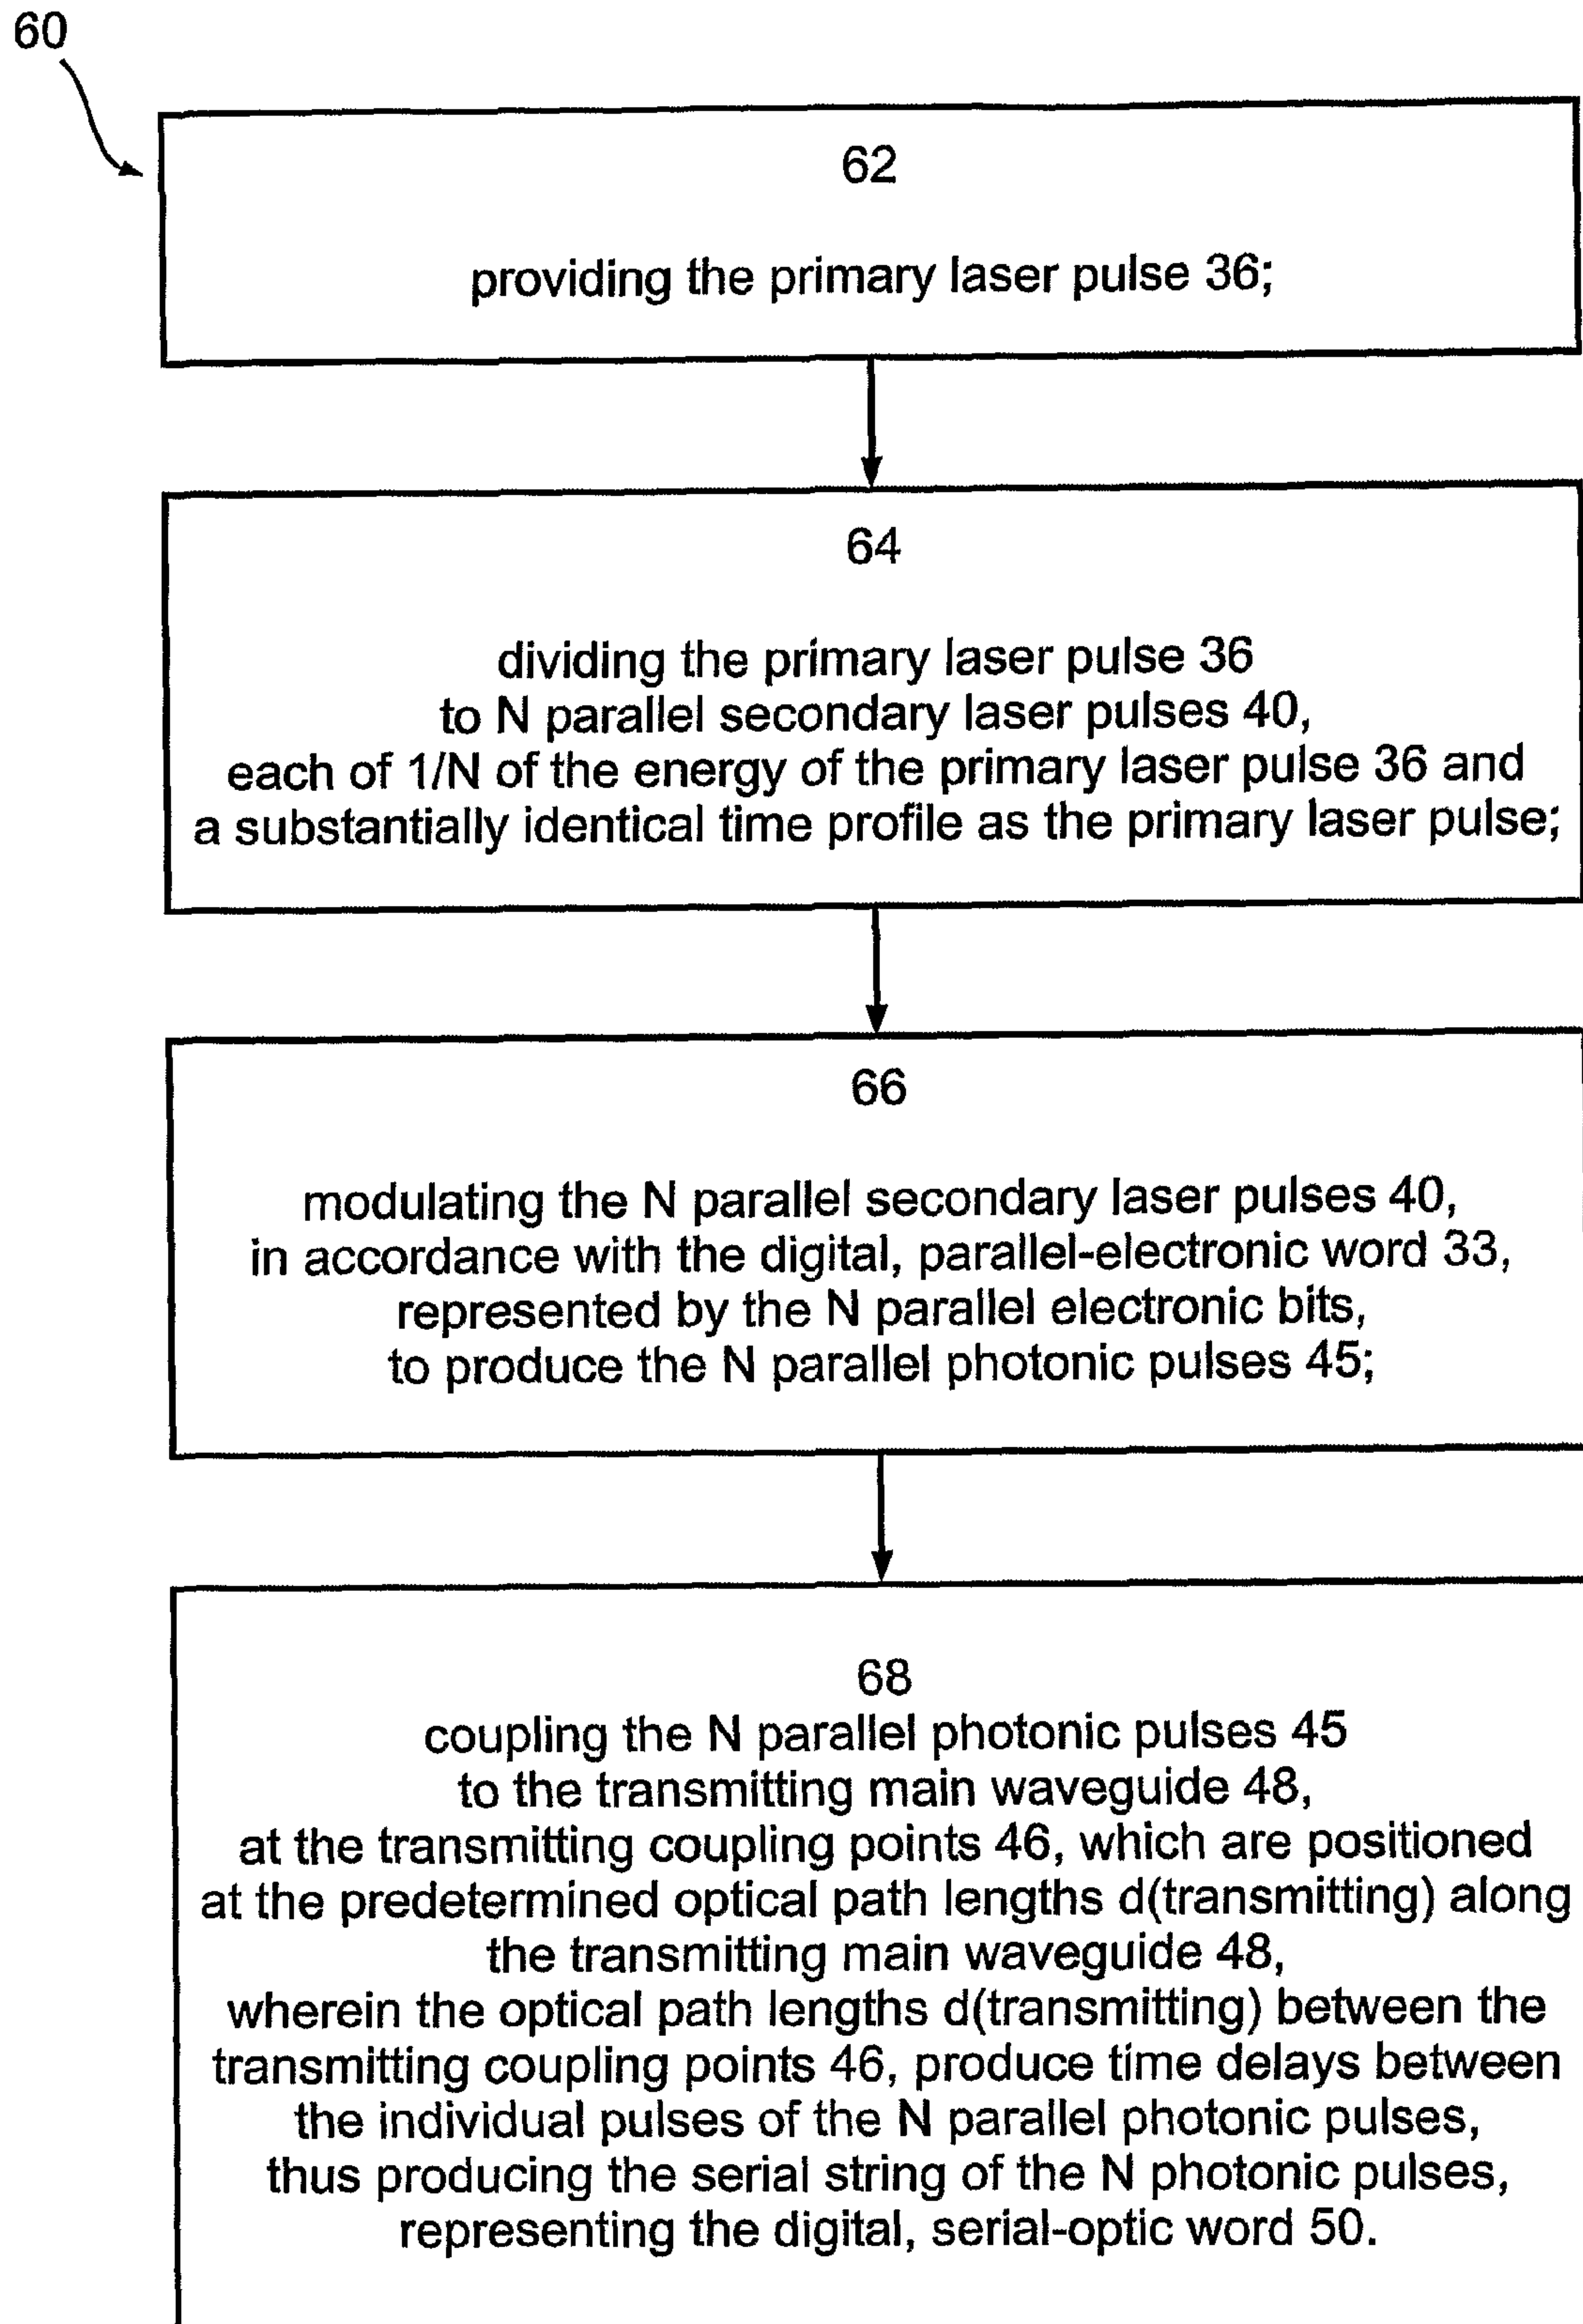 60
62
providing the primary laser pulse 36;
64
dividing the primary laser pulse 36
to N parallel secondary laser pulses 40,
each of 1/N of the energy of the primary laser pulse 36 and
a substantially identical time profile as the primary laser pulse;
66
modulating the N parallel secondary laser pulses 40,
in accordance with the digital, parallel-electronic word 33,
represented by the N parallel electronic bits,
to produce the N parallel photonic pulses 45;
68
coupling the N parallel photonic pulses 45
to the transmitting main waveguide 48,
at the transmitting coupling points 46, which are positioned
at the predetermined optical path lengths d(transmitting) along
the transmitting main waveguide 48,
wherein the optical path lengths d(transmitting) between the
transmitting coupling points 46, produce time delays between
the individual pulses of the N parallel photonic pulses,
thus producing the serial string of the N photonic pulses,
representing the digital, serial-optic word 50.